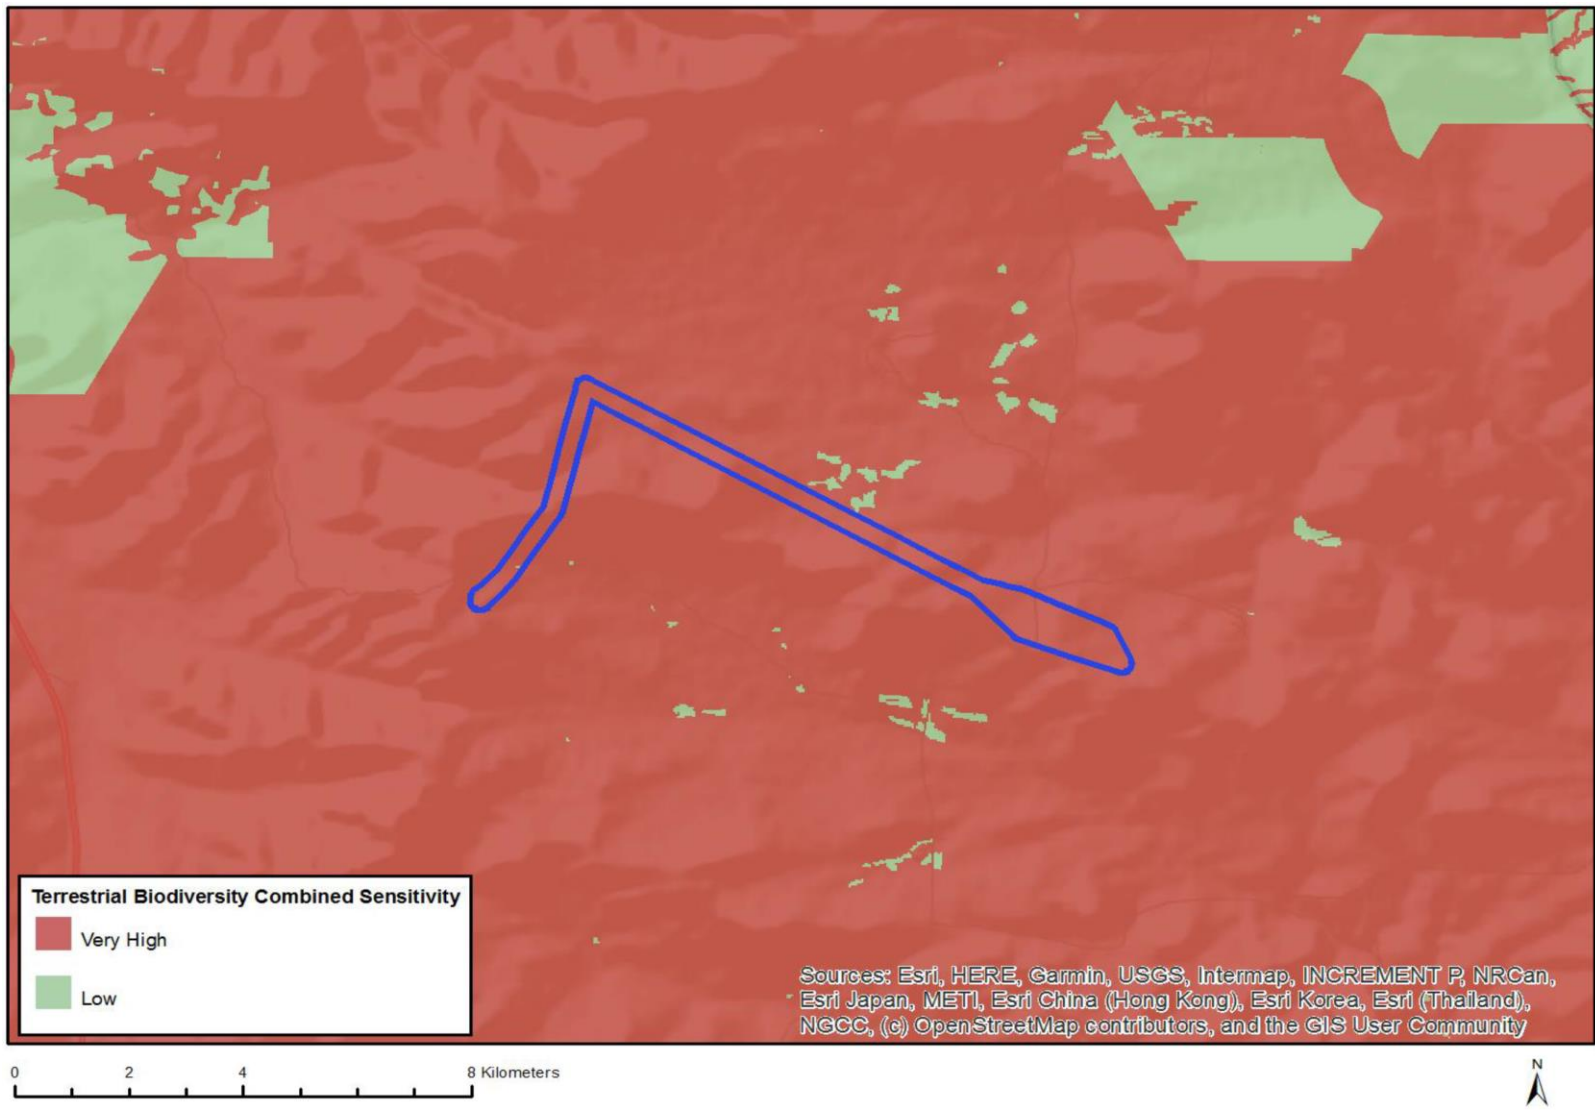 Terrestrial Biodiversity Combined Sensitivity
Very High
Low
Sources: Esri, HERE, Garmin, USGS, Intermap, INCREMENT P, NRCan,
Esri Japan, METI, Esri China (Hong Kong), Esri Korea, Esri (Thailand),
NGCC, (c) OpenStreetMap contributors, and the GIS User Community
0 2 4 8 Kilometers
N